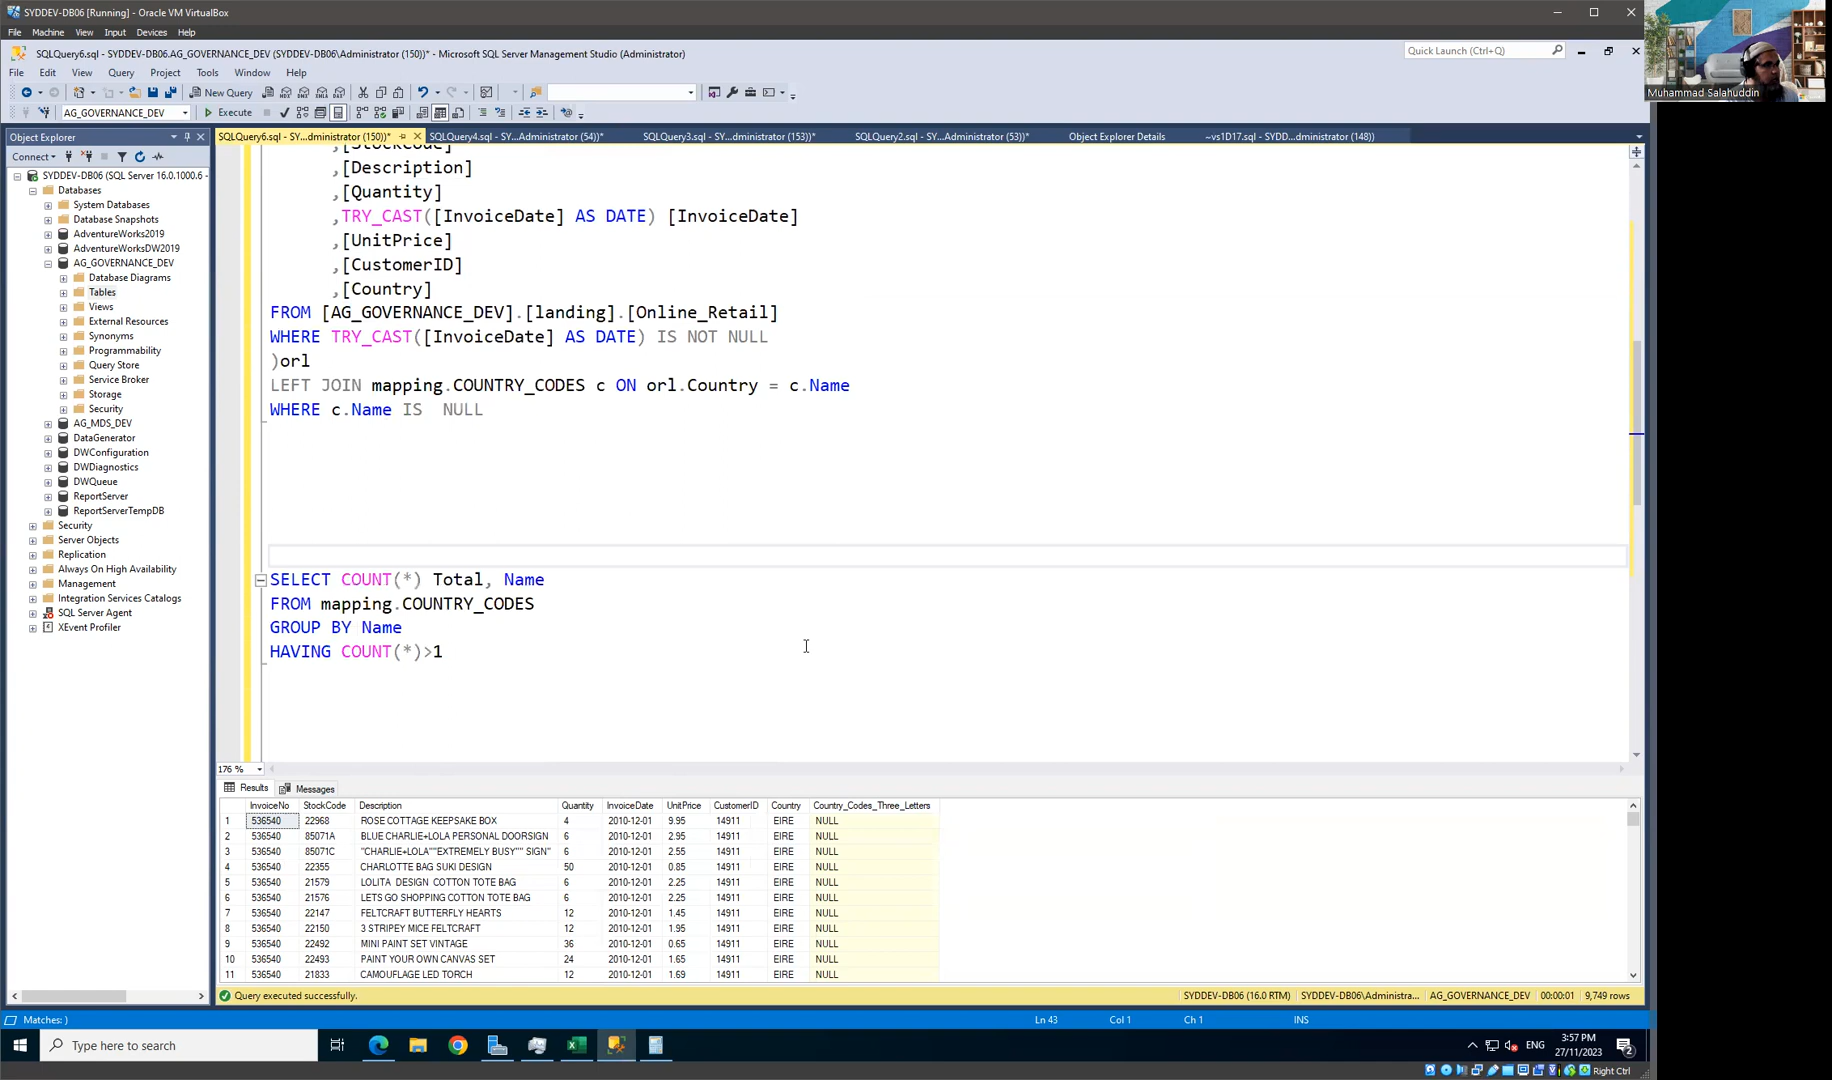 SYDDEV-DB06 [Running] - Oracle VM VirtualBox
File Machine View Input Devices Help
SQLQuery6.sql - SYDDEV-DB06.AG_GOVERNANCE_DEV (SYDDEV-DB06\Administrator (150))* - Microsoft SQL Server Management Studio (Administrator)
Quick Launch (Ctrl+Q)
Muhammad Salahuddin
File Edit View Query Project Tools Window Help
New Query
AG_GOVERNANCE_DEV
Execute
Object Explorer
SQLQuery6.sql - SY...dministrator (150))*
SQLQuery4.sql - SY...Administrator (54))*
SQLQuery3.sql - SY...dministrator (153))*
SQLQuery2.sql - SY...Administrator (53))*
Object Explorer Details
~vs1D17.sql - SYDD...dministrator (148))
Connect
SYDDEV-DB06 (SQL Server 16.0.1000.6 -
Databases
System Databases
Database Snapshots
AdventureWorks2019
AdventureWorksDW2019
AG_GOVERNANCE_DEV
Database Diagrams
Tables
Views
External Resources
Synonyms
Programmability
Query Store
Service Broker
Storage
Security
AG_MDS_DEV
DataGenerator
DWConfiguration
DWDiagnostics
DWQueue
ReportServer
ReportServerTempDB
Security
Server Objects
Replication
Always On High Availability
Management
Integration Services Catalogs
SQL Server Agent
XEvent Profiler
,[StockCode]
,[Description]
,[Quantity]
,TRY_CAST([InvoiceDate] AS DATE) [InvoiceDate]
,[UnitPrice]
,[CustomerID]
,[Country]
FROM [AG_GOVERNANCE_DEV].[landing].[Online_Retail]
WHERE TRY_CAST([InvoiceDate] AS DATE) IS NOT NULL
)orl
LEFT JOIN mapping.COUNTRY_CODES c ON orl.Country = c.Name
WHERE c.Name IS  NULL
SELECT COUNT(*) Total, Name
FROM mapping.COUNTRY_CODES
GROUP BY Name
HAVING COUNT(*)>1
176 %
Results Messages
InvoiceNo StockCode Description Quantity InvoiceDate UnitPrice CustomerID Country Country_Codes_Three_Letters
1 536540 22968 ROSE COTTAGE KEEPSAKE BOX 4 2010-12-01 9.95 14911 EIRE NULL
2 536540 85071A BLUE CHARLIE+LOLA PERSONAL DOORSIGN 6 2010-12-01 2.95 14911 EIRE NULL
3 536540 85071C "CHARLIE+LOLA""EXTREMELY BUSY"" SIGN" 6 2010-12-01 2.55 14911 EIRE NULL
4 536540 22355 CHARLOTTE BAG SUKI DESIGN 50 2010-12-01 0.85 14911 EIRE NULL
5 536540 21579 LOLITA  DESIGN  COTTON TOTE BAG 6 2010-12-01 2.25 14911 EIRE NULL
6 536540 21576 LETS GO SHOPPING COTTON TOTE BAG 6 2010-12-01 2.25 14911 EIRE NULL
7 536540 22147 FELTCRAFT BUTTERFLY HEARTS 12 2010-12-01 1.45 14911 EIRE NULL
8 536540 22150 3 STRIPEY MICE FELTCRAFT 12 2010-12-01 1.95 14911 EIRE NULL
9 536540 22492 MINI PAINT SET VINTAGE 36 2010-12-01 0.65 14911 EIRE NULL
10 536540 22493 PAINT YOUR OWN CANVAS SET 24 2010-12-01 1.65 14911 EIRE NULL
11 536540 21833 CAMOUFLAGE LED TORCH 12 2010-12-01 1.69 14911 EIRE NULL
Query executed successfully.
SYDDEV-DB06 (16.0 RTM) SYDDEV-DB06\Administra... AG_GOVERNANCE_DEV 00:00:01 9,749 rows
Matches: )
Ln 43 Col 1 Ch 1 INS
Type here to search
ENG
3:57 PM
27/11/2023
2
Right Ctrl